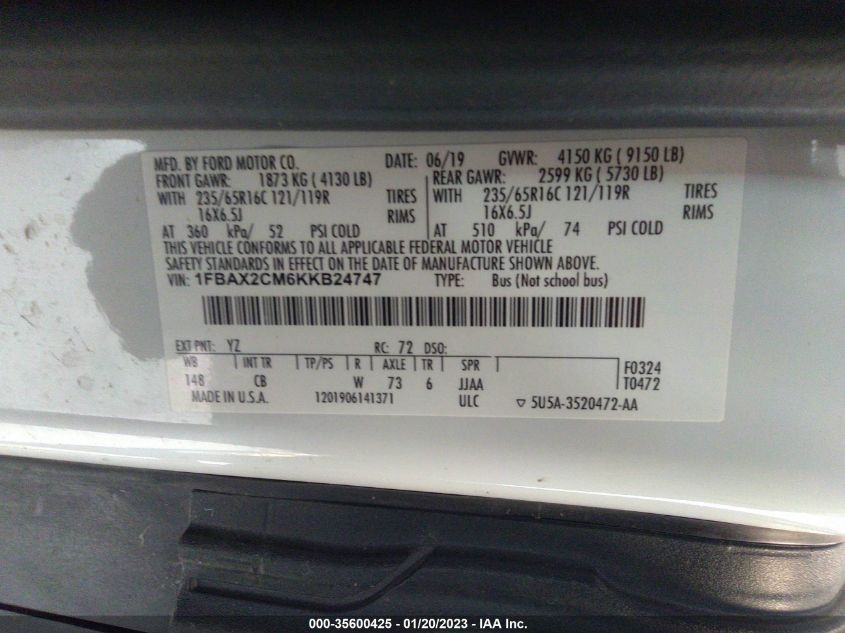 MFD. BY FORD MOTOR CO. DATE: 06/19 GVWR: 4150 KG ( 9150 LB)
FRONT GAWR: 1873 KG ( 4130 LB) REAR GAWR: 2599 KG ( 5730 LB)
WITH 235/65R16C 121/119R TIRES WITH 235/65R16C 121/119R TIRES
16X6.5J RIMS 16X6.5J RIMS
AT 360 kPa/ 52 PSI COLD AT 510 kPa/ 74 PSI COLD
THIS VEHICLE CONFORMS TO ALL APPLICABLE FEDERAL MOTOR VEHICLE
SAFETY STANDARDS IN EFFECT ON THE DATE OF MANUFACTURE SHOWN ABOVE.
VIN: 1FBAX2CM6KKB24747 TYPE: Bus (Not school bus)
EXT PNT: YZ RC: 72 DSO:
WB INT TR TP/PS R AXLE TR SPR F0324
148 CB W 73 6 JJAA T0472
MADE IN U.S.A. 1201906141371 ULC ▽ 5U5A-3520472-AA
000-35600425 - 01/20/2023 - IAA Inc.